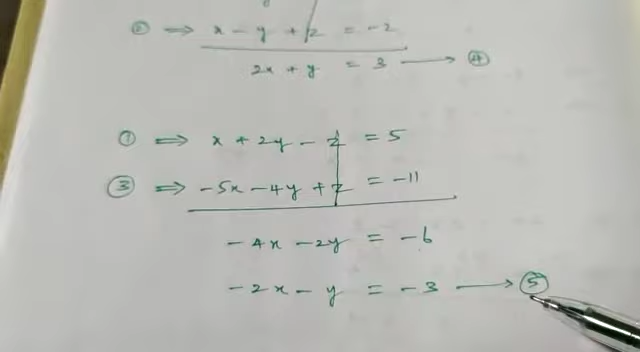 ② ⟹ x - y + z = -2
2x + y = 3 ⟶ ④
① ⟹ x + 2y - z = 5
③ ⟹ -5x - 4y + z = -11
-4x - 2y = -6
-2x - y = -3 ⟶ ⑤